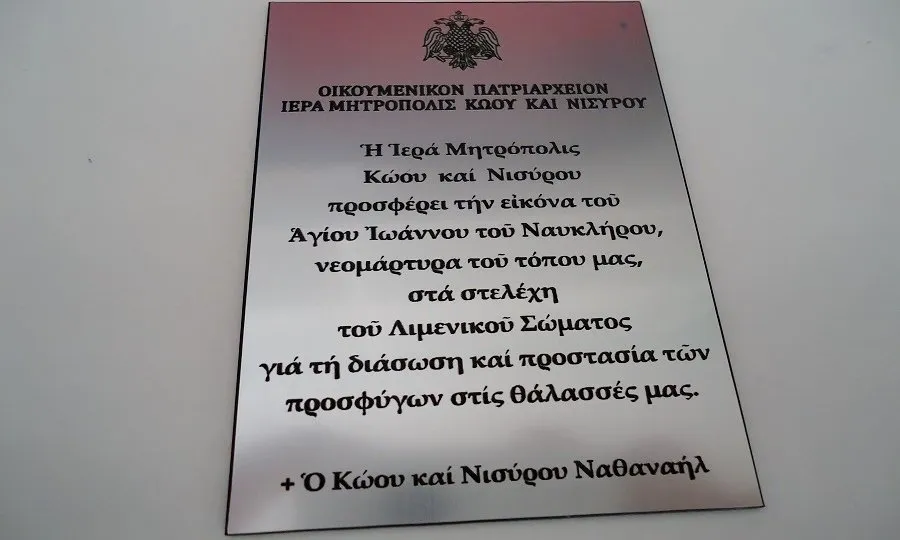 ΟΙΚΟΥΜΕΝΙΚΟΝ ΠΑΤΡΙΑΡΧΕΙΟΝ
ΙΕΡΑ ΜΗΤΡΟΠΟΛΙΣ ΚΩΟΥ ΚΑΙ ΝΙΣΥΡΟΥ
Ἡ Ἱερά Μητρόπολις
Κώου καί Νισύρου
προσφέρει τήν εἰκόνα τοῦ
Ἁγίου Ἰωάννου τοῦ Ναυκλήρου,
νεομάρτυρα τοῦ τόπου μας,
στά στελέχη
τοῦ Λιμενικοῦ Σώματος
γιά τή διάσωση καί προστασία τῶν
προσφύγων στίς θάλασσές μας.
+ Ὁ Κώου καί Νισύρου Ναθαναήλ